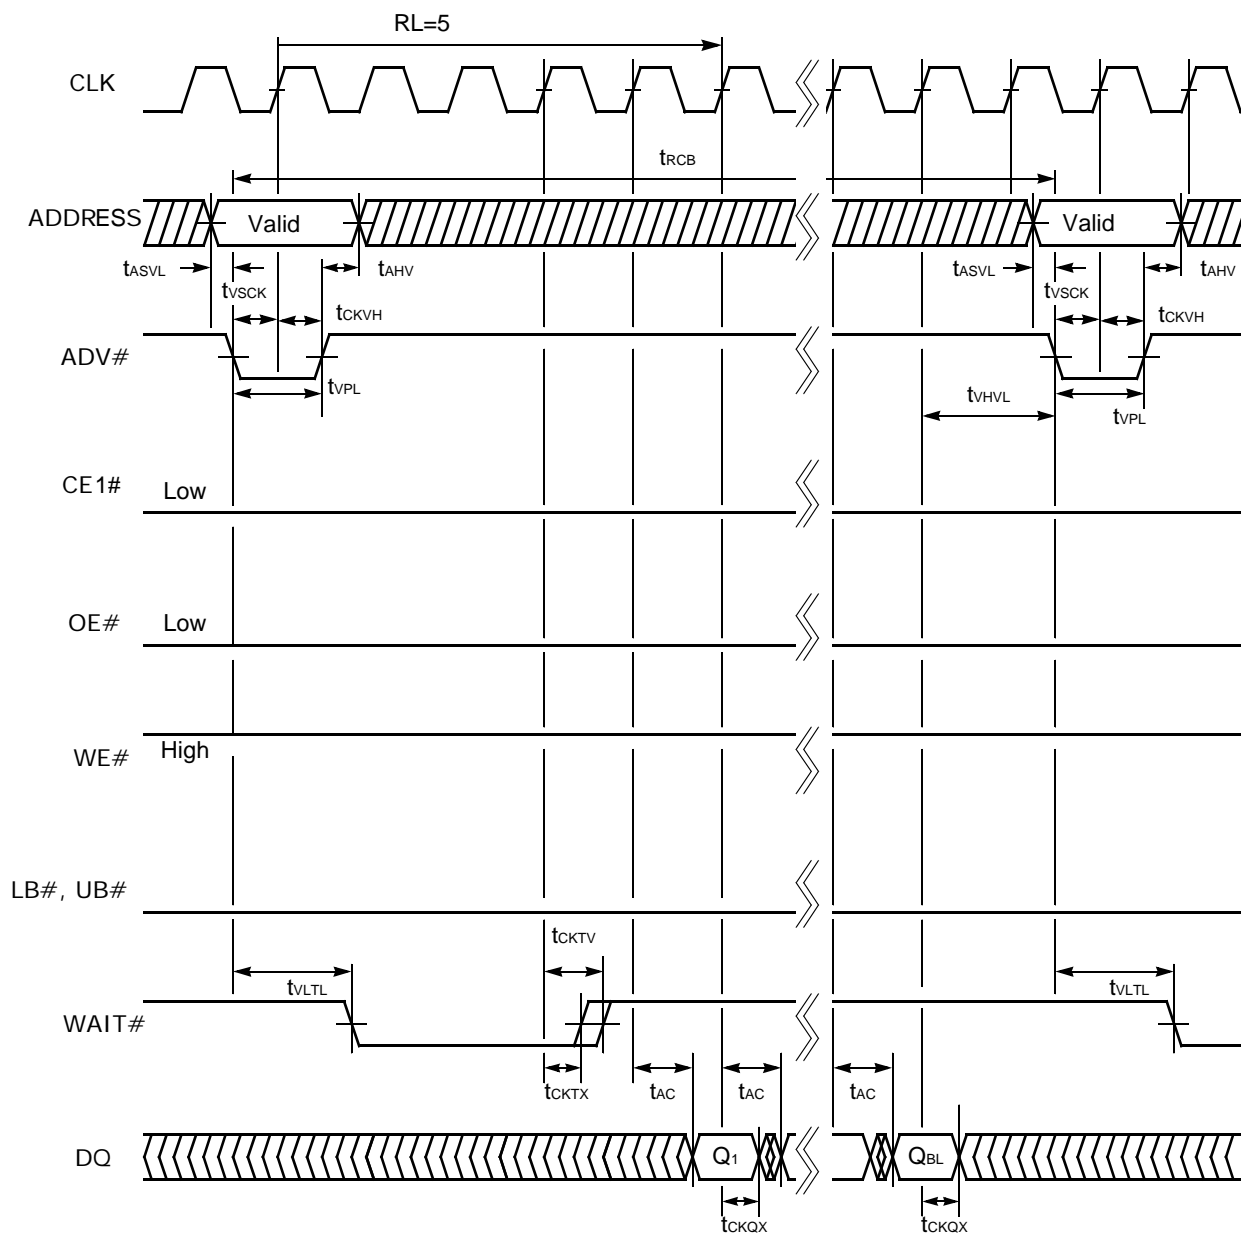 RL=5
CLK
tRCB
ADDRESS Valid Valid
tASVL tAHV tASVL tAHV
tVSCK tVSCK
tCKVH tCKVH
ADV#
tVPL tVHVL tVPL
CE1# Low
OE# Low
WE# High
LB#, UB#
tCKTV
tVLTL tVLTL
WAIT#
tCKTX tAC tAC tAC
DQ Q1 QBL
tCKQX tCKQX